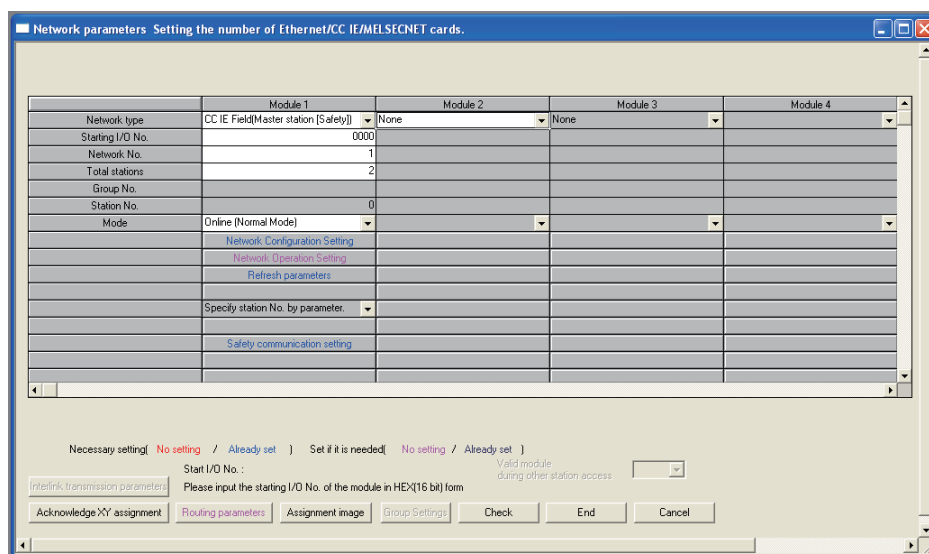 Network parameters  Setting the number of Ethernet/CC IE/MELSECNET cards.
Module 1 Module 2 Module 3 Module 4
Network type CC IE Field(Master station [Safety]) None None
Starting I/O No. 0000
Network No. 1
Total stations 2
Group No.
Station No. 0
Mode Online (Normal Mode)
Network Configuration Setting
Network Operation Setting
Refresh parameters
Specify station No. by parameter.
Safety communication setting
Necessary setting( No setting / Already set ) Set if it is needed( No setting / Already set )
Start I/O No. : Valid module
during other station access
Interlink transmission parameters Please input the starting I/O No. of the module in HEX(16 bit) form
Acknowledge XY assignment Routing parameters Assignment image Group Settings Check End Cancel